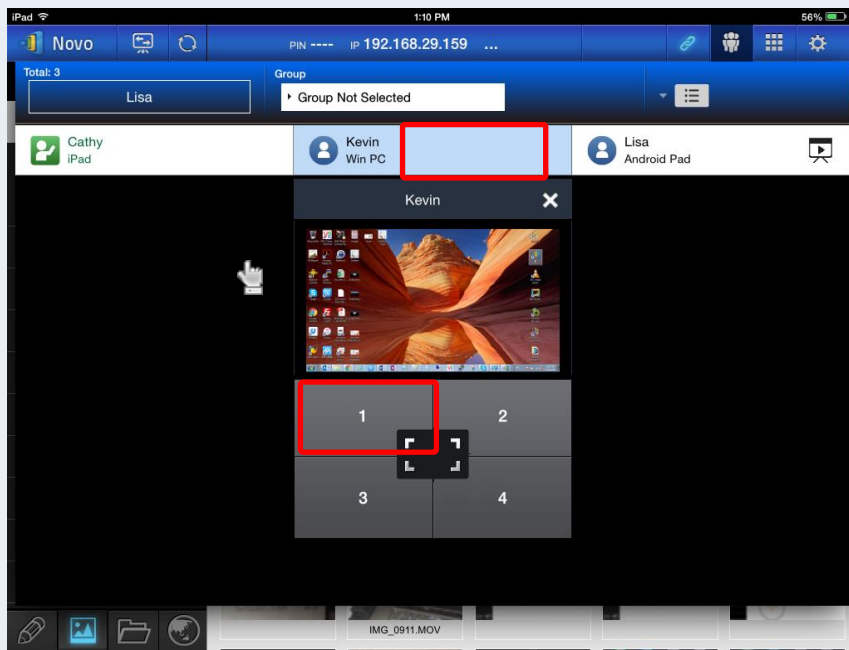 iPad 1:10 PM 56%
Novo PIN ---- IP 192.168.29.159 ...
Total: 3 Group
Lisa Group Not Selected
Cathy Kevin Lisa
iPad Win PC Android Pad
Kevin
1 2
3 4
IMG_0911.MOV